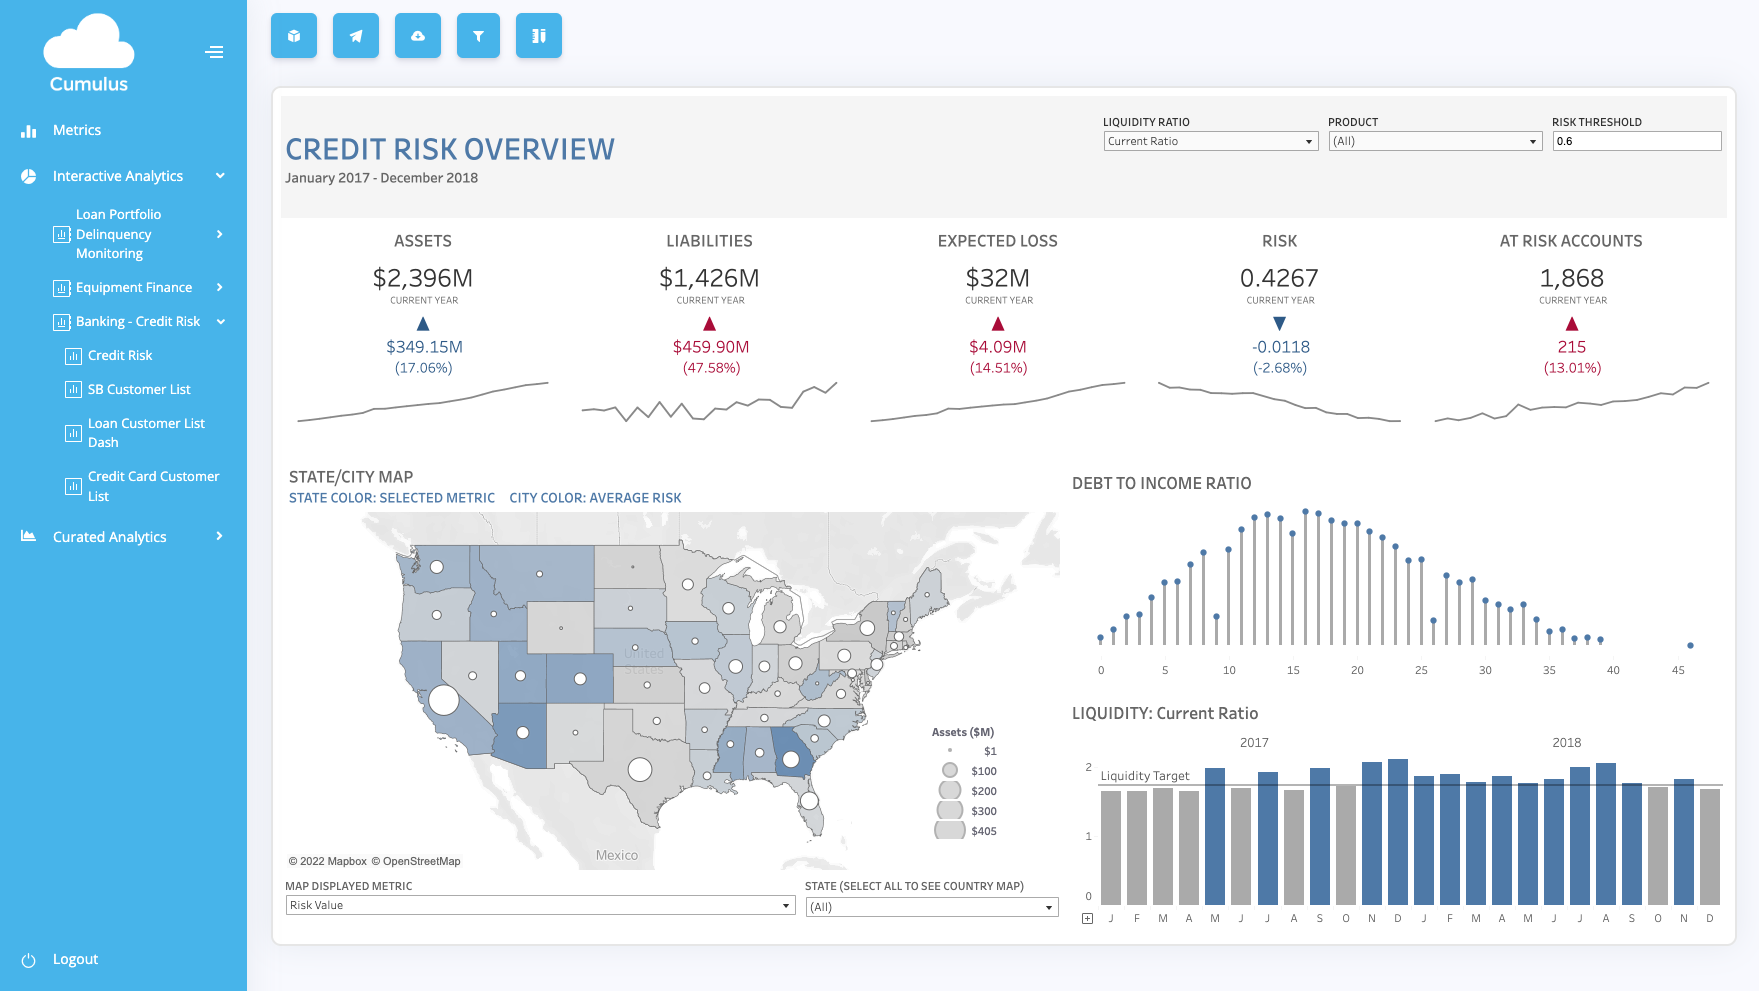 Cumulus
Metrics
Interactive Analytics
Loan Portfolio
Delinquency
Monitoring
Equipment Finance
Banking - Credit Risk
Credit Risk
SB Customer List
Loan Customer List
Dash
Credit Card Customer
List
Curated Analytics
Logout
CREDIT RISK OVERVIEW
January 2017 - December 2018
LIQUIDITY RATIO PRODUCT RISK THRESHOLD
Current Ratio (All) 0.6
ASSETS LIABILITIES EXPECTED LOSS RISK AT RISK ACCOUNTS
$2,396M $1,426M $32M 0.4267 1,868
CURRENT YEAR CURRENT YEAR CURRENT YEAR CURRENT YEAR CURRENT YEAR
$349.15M $459.90M $4.09M -0.0118 215
(17.06%) (47.58%) (14.51%) (-2.68%) (13.01%)
STATE/CITY MAP
STATE COLOR: SELECTED METRIC CITY COLOR: AVERAGE RISK
United
States
Mexico
Assets ($M)
$1
$100
$200
$300
$405
© 2022 Mapbox © OpenStreetMap
MAP DISPLAYED METRIC STATE (SELECT ALL TO SEE COUNTRY MAP)
Risk Value (All)
DEBT TO INCOME RATIO
0 5 10 15 20 25 30 35 40 45
LIQUIDITY: Current Ratio
2017 2018
2
Liquidity Target
1
0
J F M A M J J A S O N D J F M A M J J A S O N D